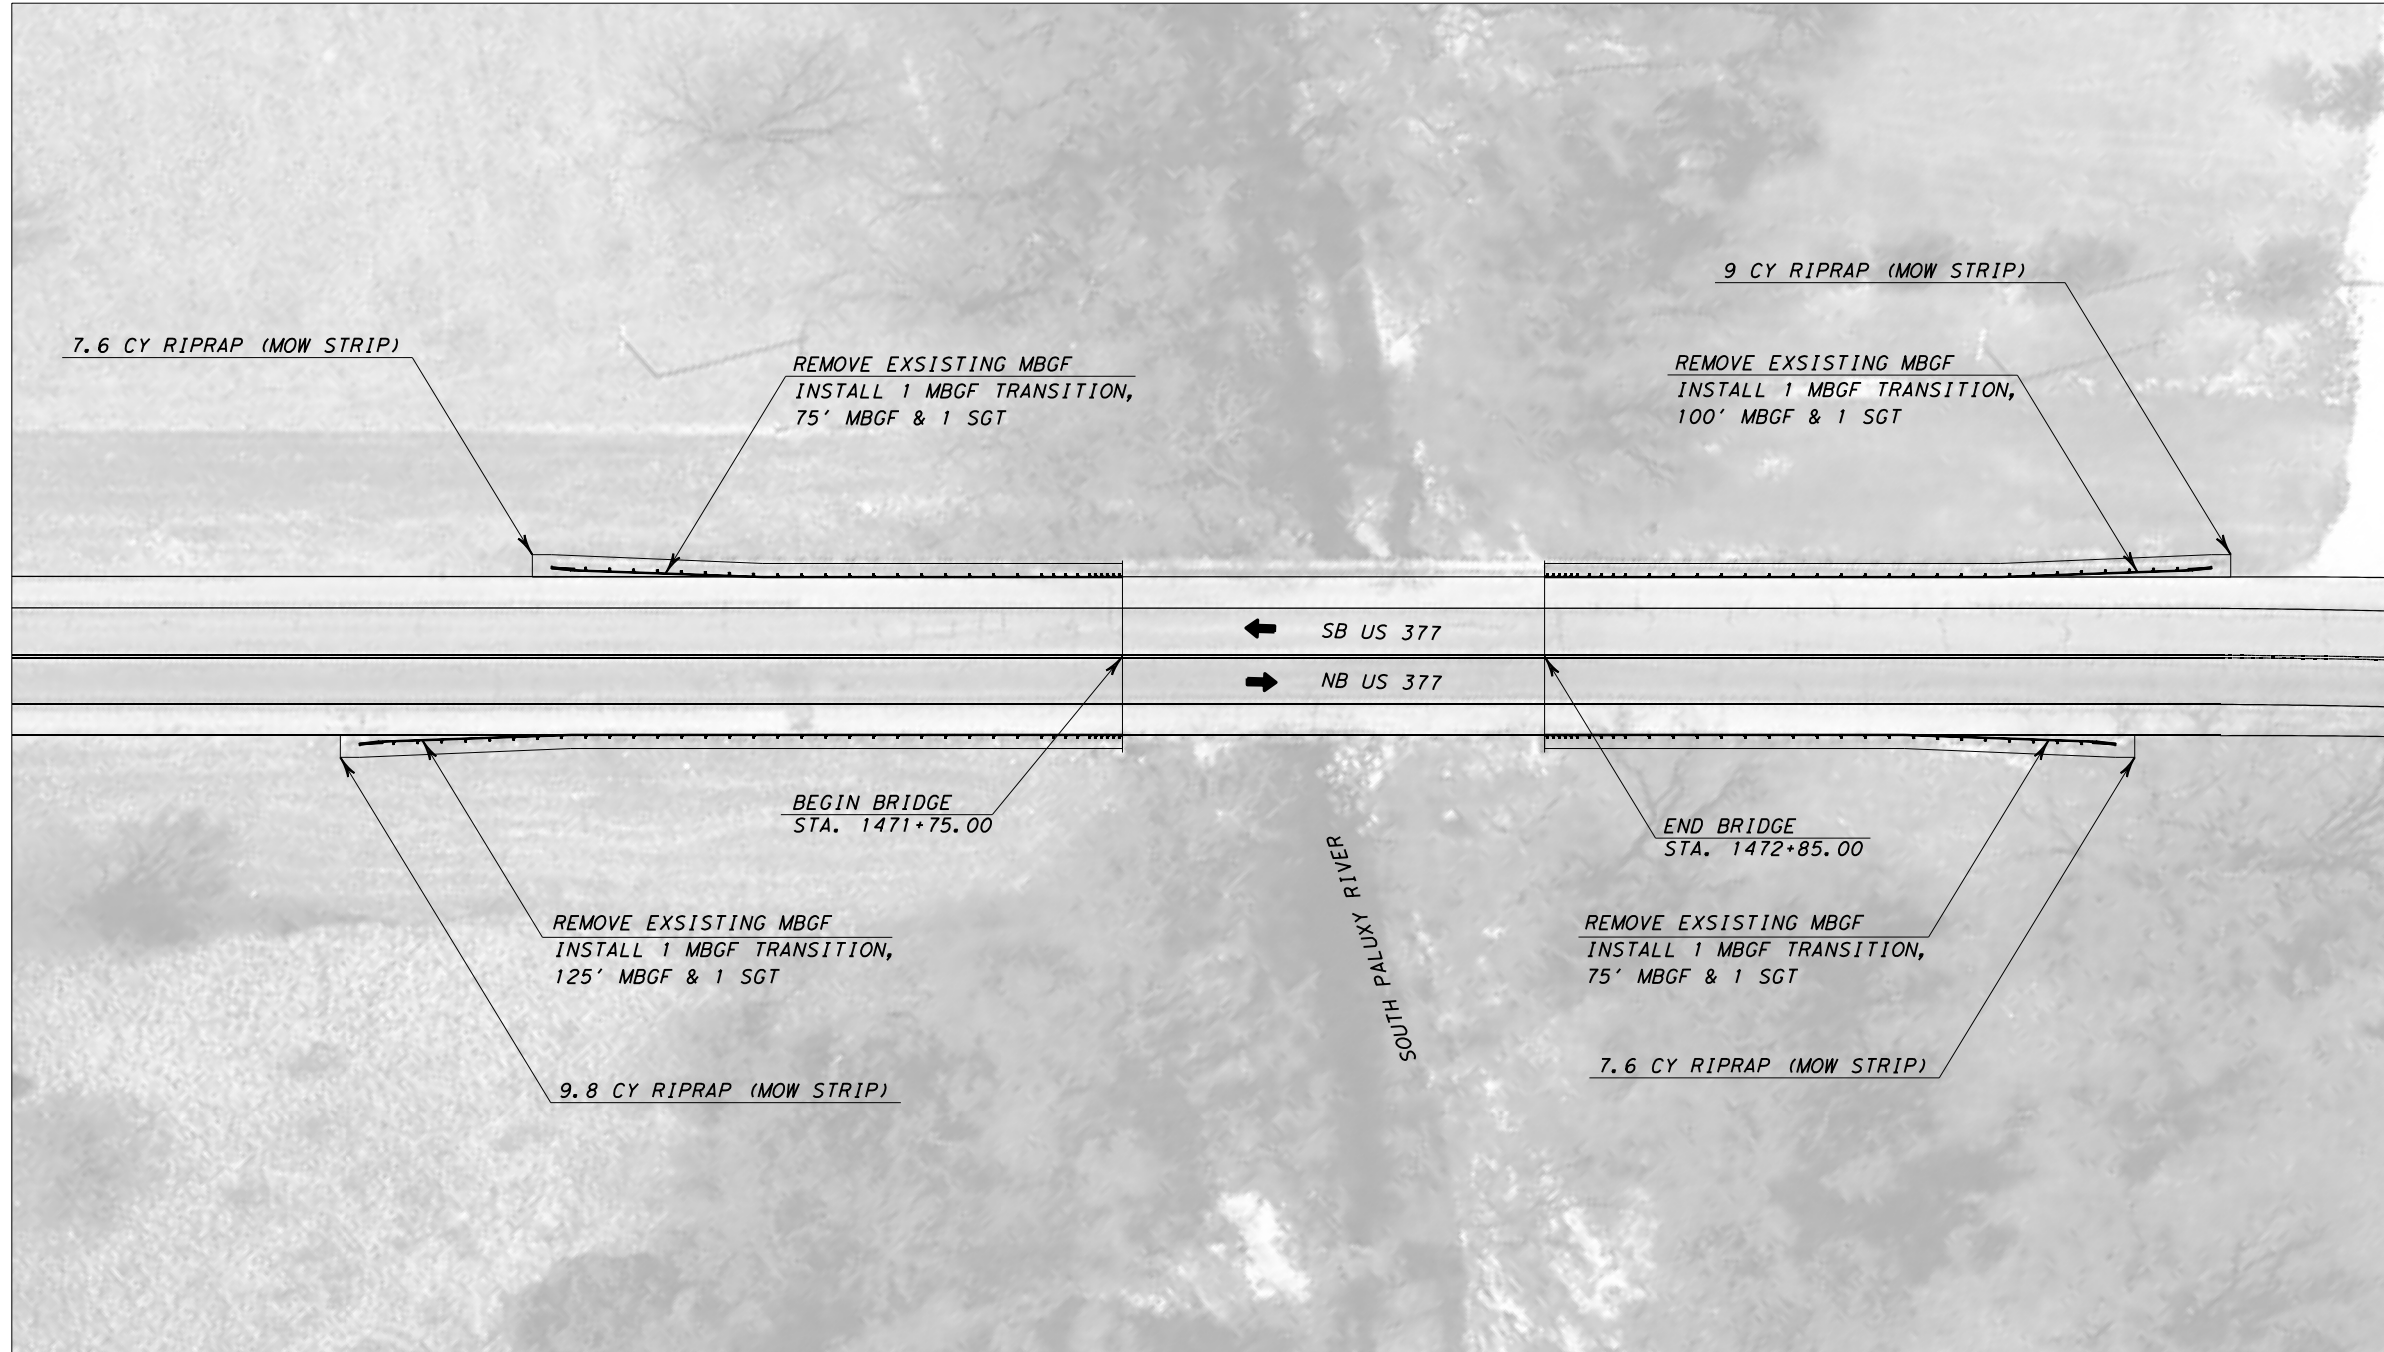 9 CY RIPRAP (MOW STRIP)
7.6 CY RIPRAP (MOW STRIP)
REMOVE EXSISTING MBGF
INSTALL 1 MBGF TRANSITION,
75' MBGF & 1 SGT
REMOVE EXSISTING MBGF
INSTALL 1 MBGF TRANSITION,
100' MBGF & 1 SGT
SB US 377
NB US 377
BEGIN BRIDGE
STA. 1471+75.00
END BRIDGE
STA. 1472+85.00
SOUTH PALUXY RIVER
REMOVE EXSISTING MBGF
INSTALL 1 MBGF TRANSITION,
125' MBGF & 1 SGT
REMOVE EXSISTING MBGF
INSTALL 1 MBGF TRANSITION,
75' MBGF & 1 SGT
7.6 CY RIPRAP (MOW STRIP)
9.8 CY RIPRAP (MOW STRIP)